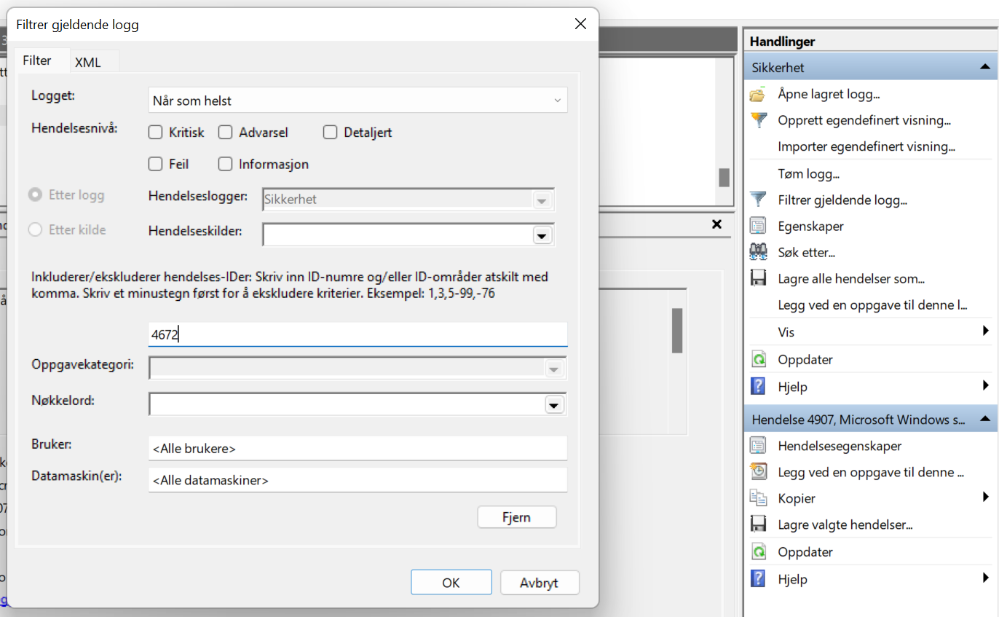 Filtrer gjeldende logg
Filter
XML
Logget:
Når som helst
Hendelsesnivå:
Kritisk
Advarsel
Detaljert
Feil
Informasjon
Etter logg
Hendelseslogger:
Sikkerhet
Etter kilde
Hendelseskilder:
Inkluderer/ekskluderer hendelses-IDer: Skriv inn ID-numre og/eller ID-områder atskilt med
komma. Skriv et minustegn først for å ekskludere kriterier. Eksempel: 1,3,5-99,-76
4672
Oppgavekategori:
Nøkkelord:
Bruker:
<Alle brukere>
Datamaskin(er):
<Alle datamaskiner>
Fjern
OK
Avbryt
Handlinger
Sikkerhet
Åpne lagret logg...
Opprett egendefinert visning...
Importer egendefinert visning...
Tøm logg...
Filtrer gjeldende logg...
Egenskaper
Søk etter...
Lagre alle hendelser som...
Legg ved en oppgave til denne l...
Vis
Oppdater
Hjelp
Hendelse 4907, Microsoft Windows s...
Hendelsesegenskaper
Legg ved en oppgave til denne ...
Kopier
Lagre valgte hendelser...
Oppdater
Hjelp